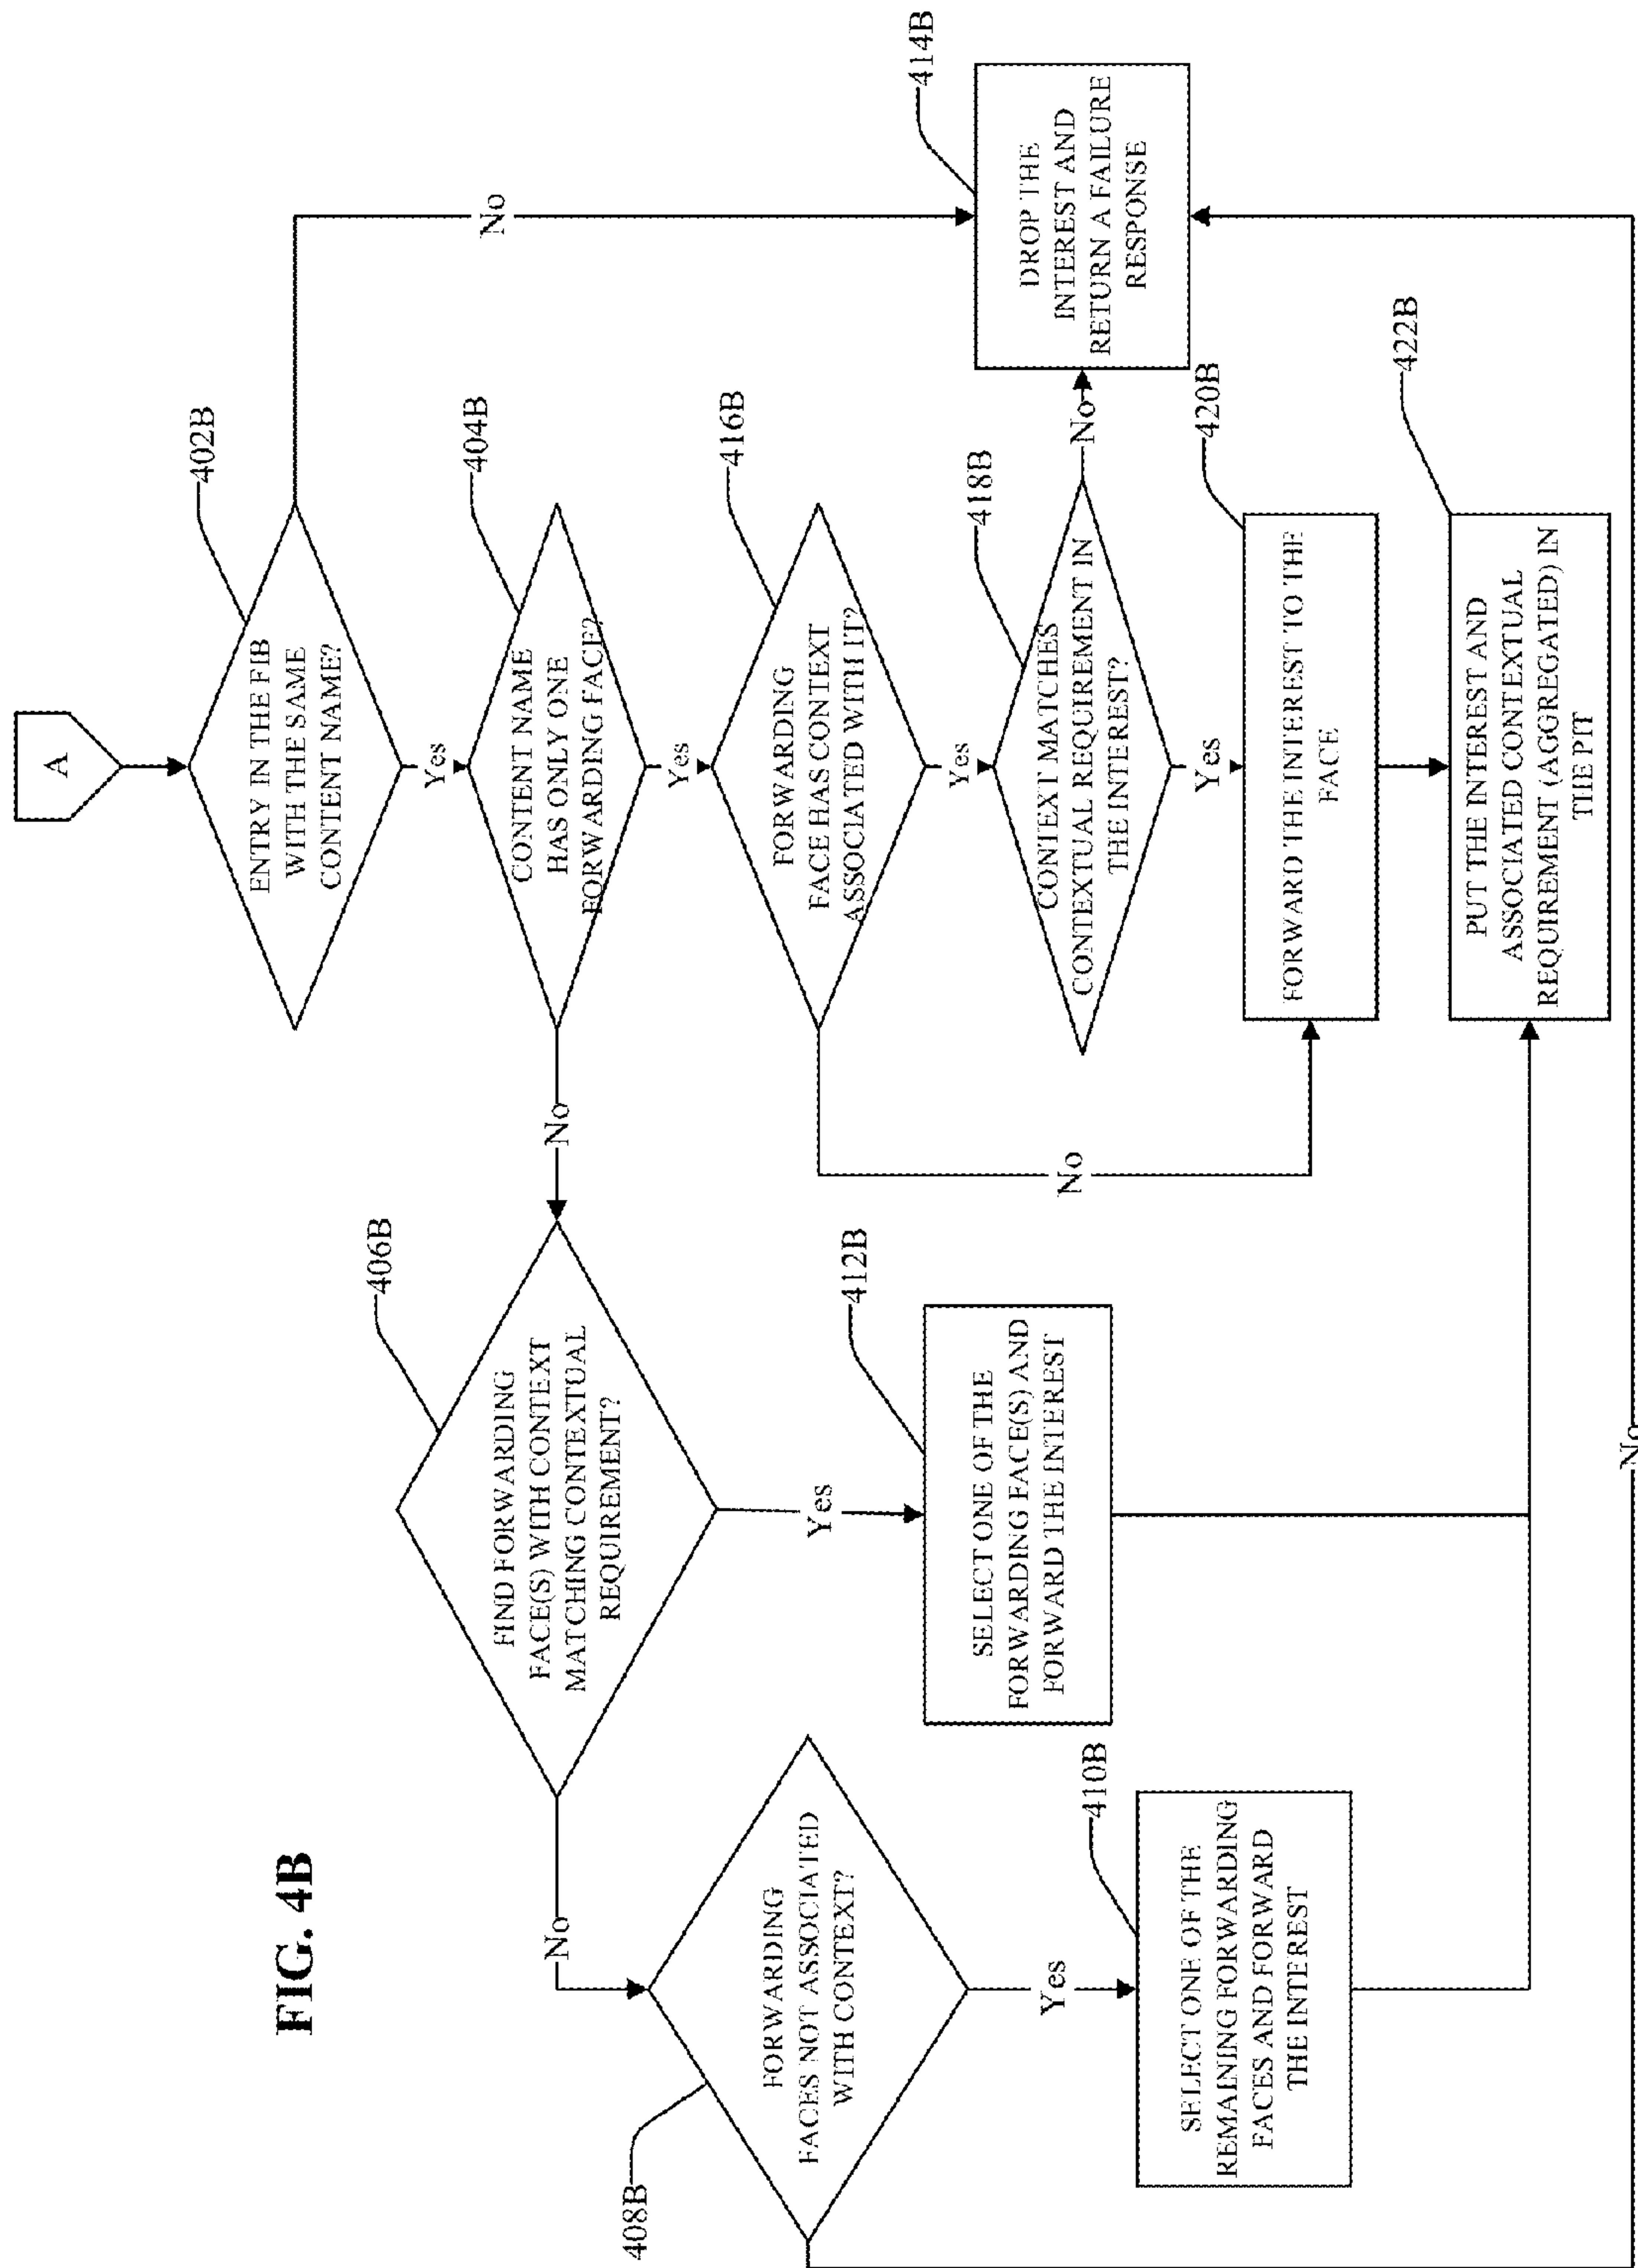 FIG. 4B
A
402B
ENTRY IN THE FIB
WITH THE SAME
CONTENT NAME?
No
Yes
404B
CONTENT NAME
HAS ONLY ONE
FORWARDING FACE?
No
Yes
406B
FIND FORWARDING
FACE(S) WITH CONTEXT
MATCHING CONTEXTUAL
REQUIREMENT?
No
Yes
408B
FORWARDING
FACES NOT ASSOCIATED
WITH CONTEXT?
Yes
No
410B
SELECT ONE OF THE
REMAINING FORWARDING
FACES AND FORWARD
THE INTEREST
412B
SELECT ONE OF THE
FORWARDING FACE(S) AND
FORWARD THE INTEREST
414B
DROP THE
INTEREST AND
RETURN A FAILURE
RESPONSE
416B
FORWARDING
FACE HAS CONTEXT
ASSOCIATED WITH IT?
No
Yes
418B
CONTEXT MATCHES
CONTEXTUAL REQUIREMENT IN
THE INTEREST?
No
Yes
420B
FORWARD THE INTEREST TO THE
FACE
422B
PUT THE INTEREST AND
ASSOCIATED CONTEXTUAL
REQUIREMENT (AGGREGATED) IN
THE PIT